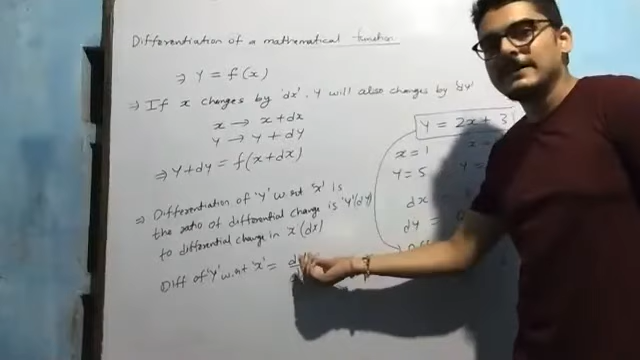 Differentiation of a mathematical function
⇒ Y = f(x)
⇒ If x changes by 'dx'. Y will also changes by 'dy'
x → x + dx
Y → Y + dy
⇒ Y+dy = f(x+dx)
⇒ Differentiation of 'Y' w.r.t 'x' is
the ratio of differential change is 'Y'(dY)
to differential change in x (dx)
Diff of 'Y' w.r.t 'x' =
Y = 2x + 3
x = 1
Y = 5
dx
dY =